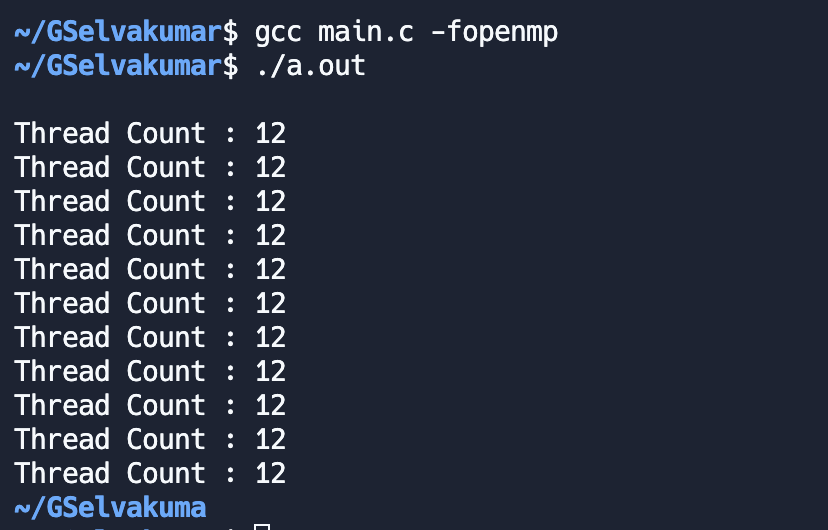 ~/GSelvakumar$ gcc main.c -fopenmp
~/GSelvakumar$ ./a.out
Thread Count : 12
Thread Count : 12
Thread Count : 12
Thread Count : 12
Thread Count : 12
Thread Count : 12
Thread Count : 12
Thread Count : 12
Thread Count : 12
Thread Count : 12
Thread Count : 12
~/GSelvakuma